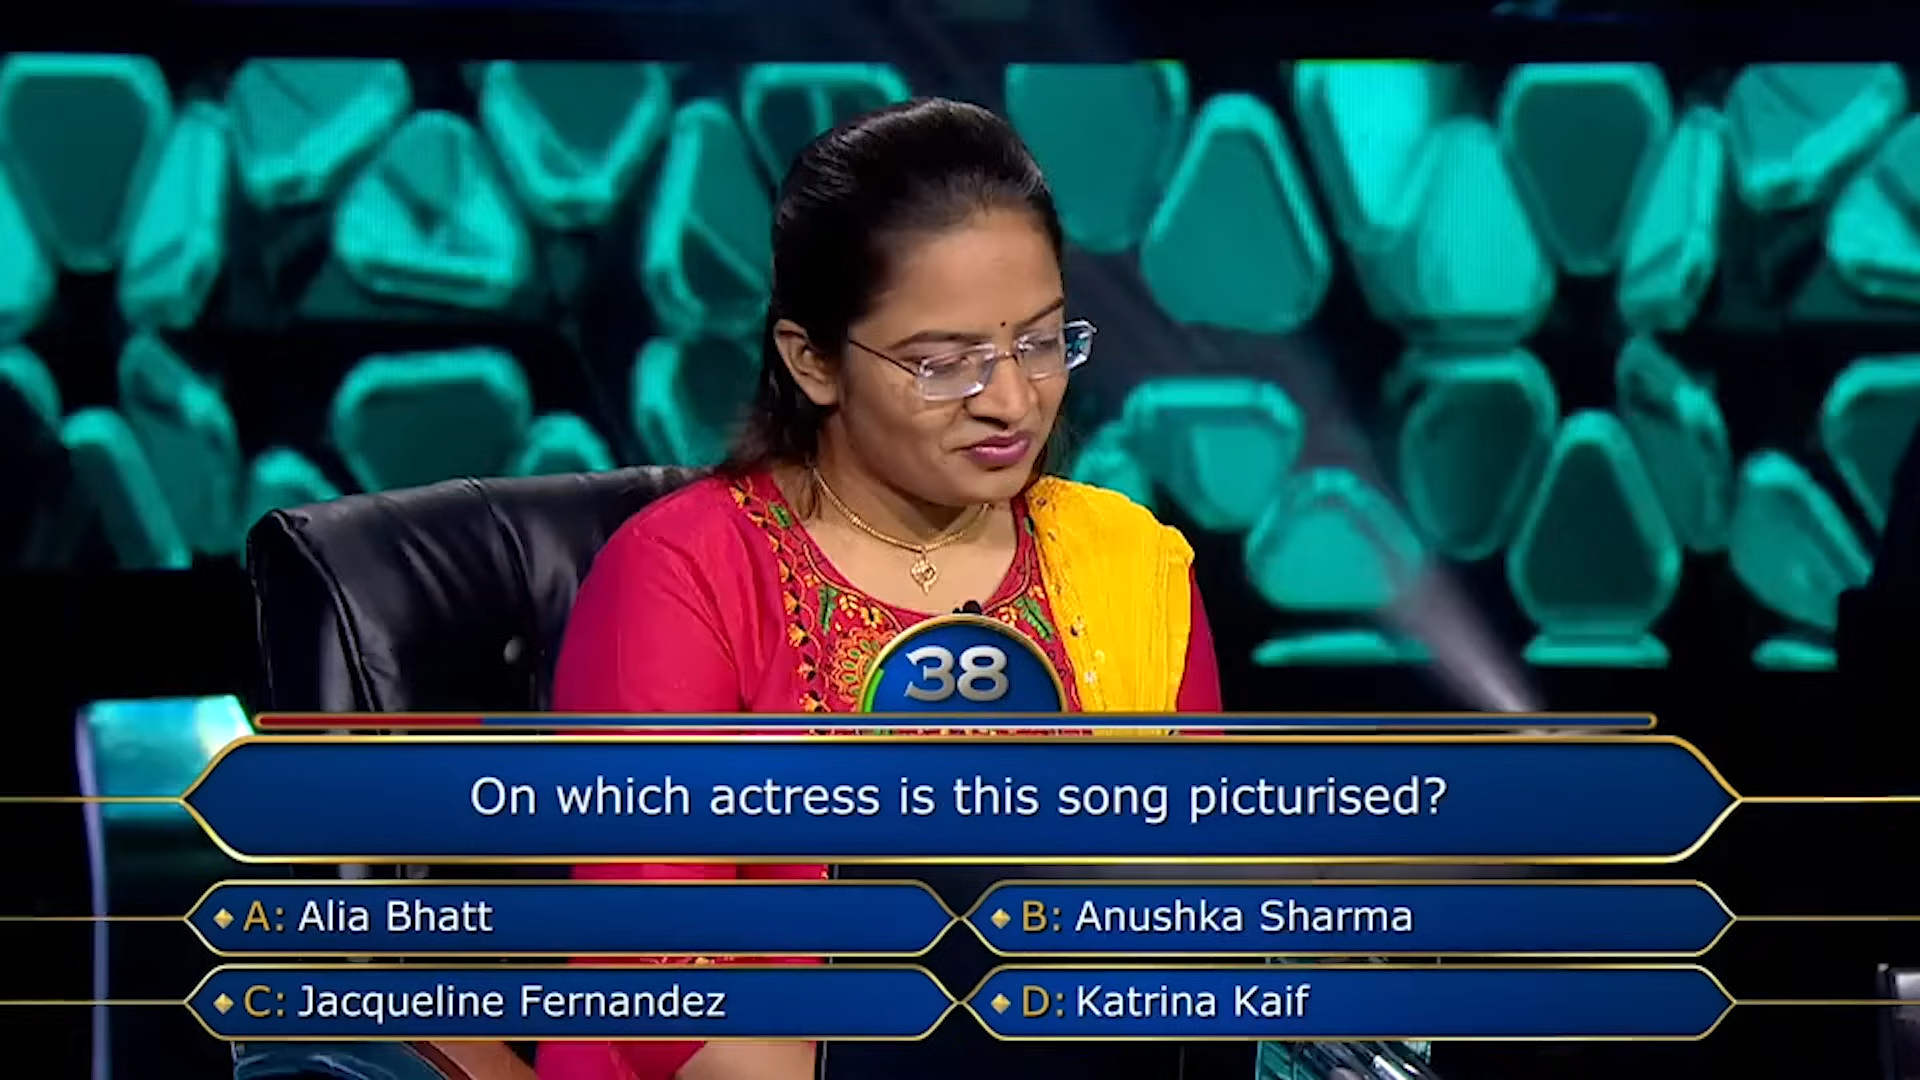 38
On which actress is this song picturised?
A: Alia Bhatt
B: Anushka Sharma
C: Jacqueline Fernandez
D: Katrina Kaif